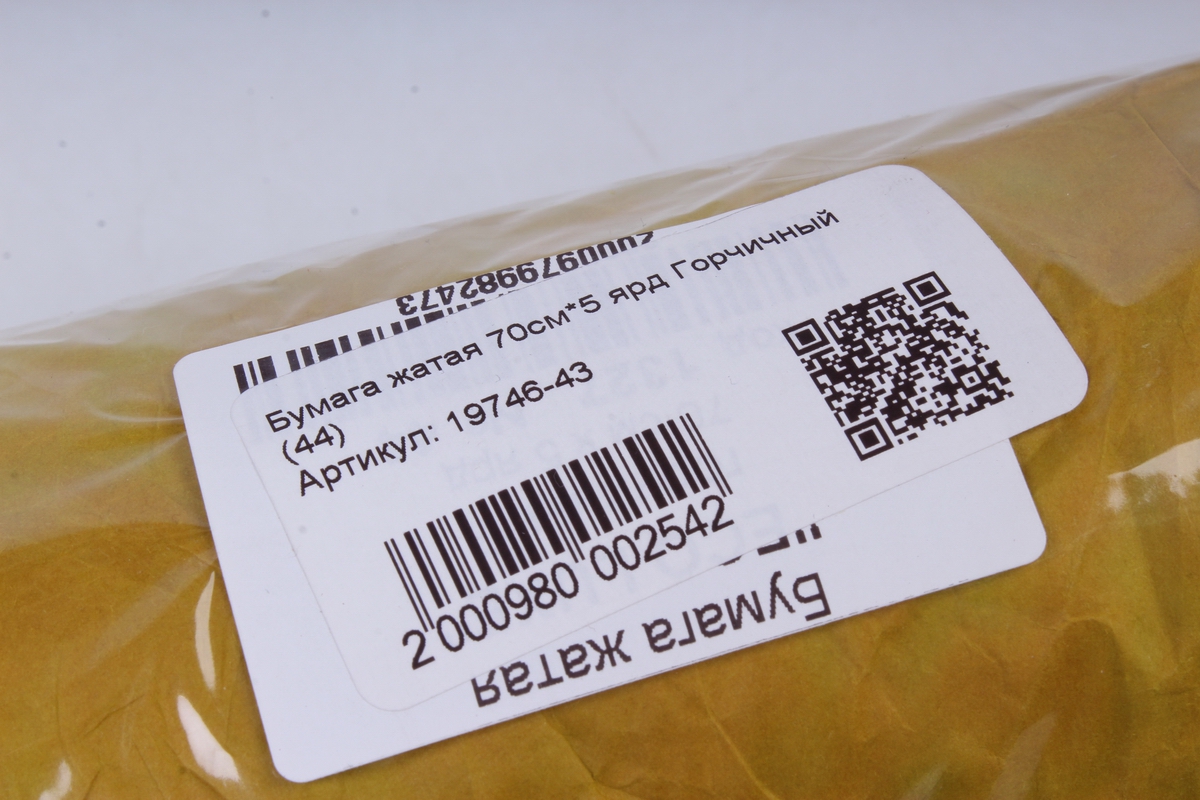 Бумага жатая 70см*5 ярд Горчичный
(44)
Артикул: 19746-43
2 000980 002542
Бумага жатая